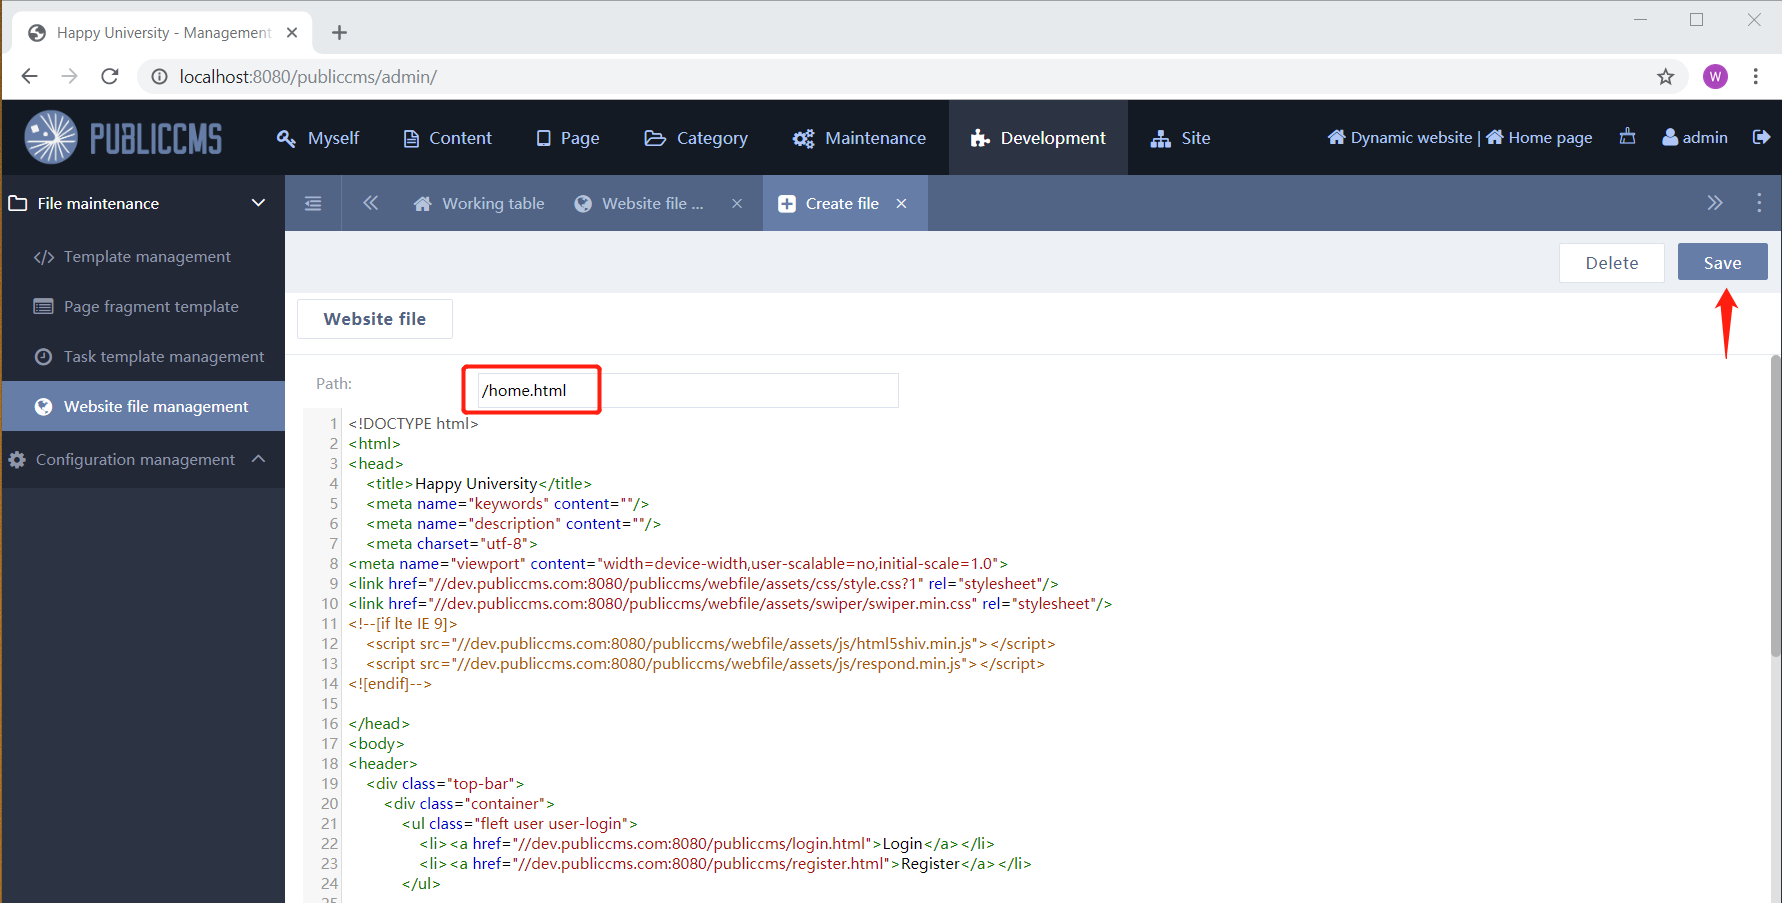 Happy University - Management
localhost:8080/publiccms/admin/
W
PUBLICCMS
Myself
Content
Page
Category
Maintenance
Development
Site
Dynamic website | Home page
admin
File maintenance
Working table
Website file ...
Create file
Template management
Delete
Save
Page fragment template
Website file
Task template management
Path:
/home.html
Website file management
Configuration management
1 <!DOCTYPE html>
2 <html>
3 <head>
4 <title>Happy University</title>
5 <meta name="keywords" content=""/>
6 <meta name="description" content=""/>
7 <meta charset="utf-8">
8 <meta name="viewport" content="width=device-width,user-scalable=no,initial-scale=1.0">
9 <link href="//dev.publiccms.com:8080/publiccms/webfile/assets/css/style.css?1" rel="stylesheet"/>
10 <link href="//dev.publiccms.com:8080/publiccms/webfile/assets/swiper/swiper.min.css" rel="stylesheet"/>
11 <!--[if lte IE 9]>
12 <script src="//dev.publiccms.com:8080/publiccms/webfile/assets/js/html5shiv.min.js"></script>
13 <script src="//dev.publiccms.com:8080/publiccms/webfile/assets/js/respond.min.js"></script>
14 <![endif]-->
15
16 </head>
17 <body>
18 <header>
19 <div class="top-bar">
20 <div class="container">
21 <ul class="fleft user user-login">
22 <li><a href="//dev.publiccms.com:8080/publiccms/login.html">Login</a></li>
23 <li><a href="//dev.publiccms.com:8080/publiccms/register.html">Register</a></li>
24 </ul>